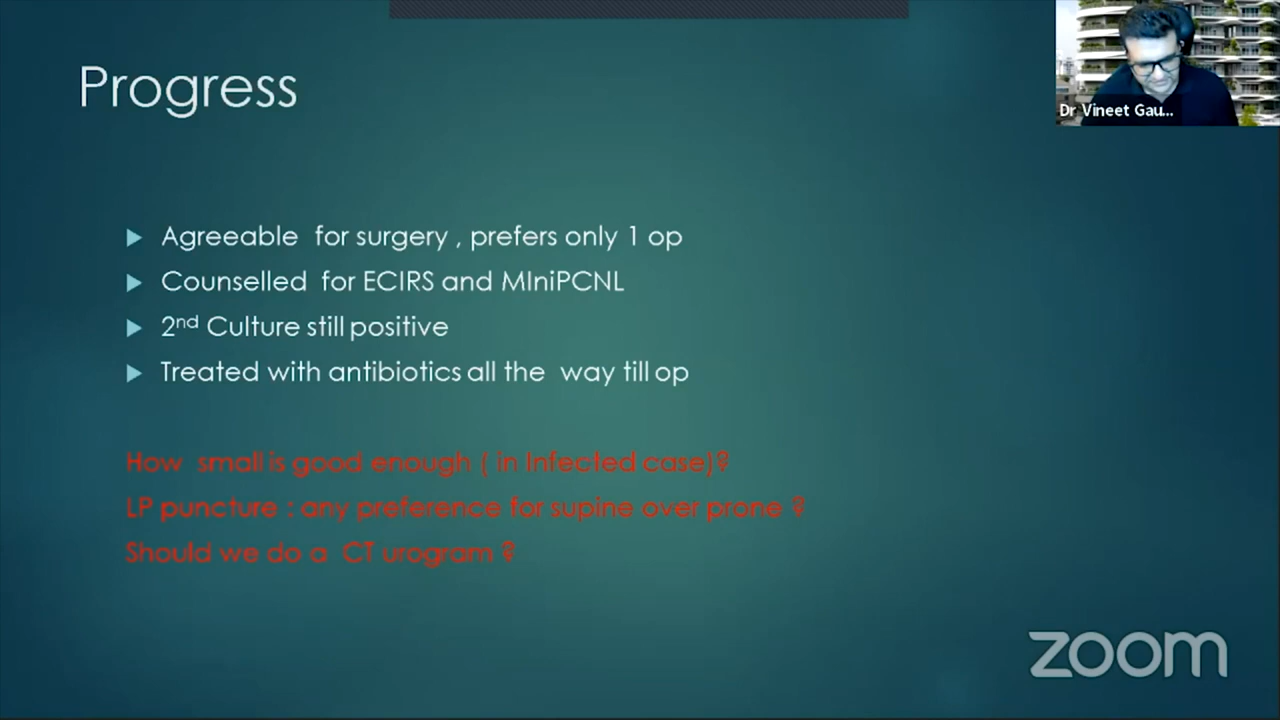 Progress
Dr Vineet Gau...
Agreeable for surgery , prefers only 1 op
Counselled for ECIRS and MIniPCNL
2nd Culture still positive
Treated with antibiotics all the way till op
How small is good enough ( in Infected case)?
LP puncture : any preference for supine over prone ?
Should we do a CT urogram ?
zoom